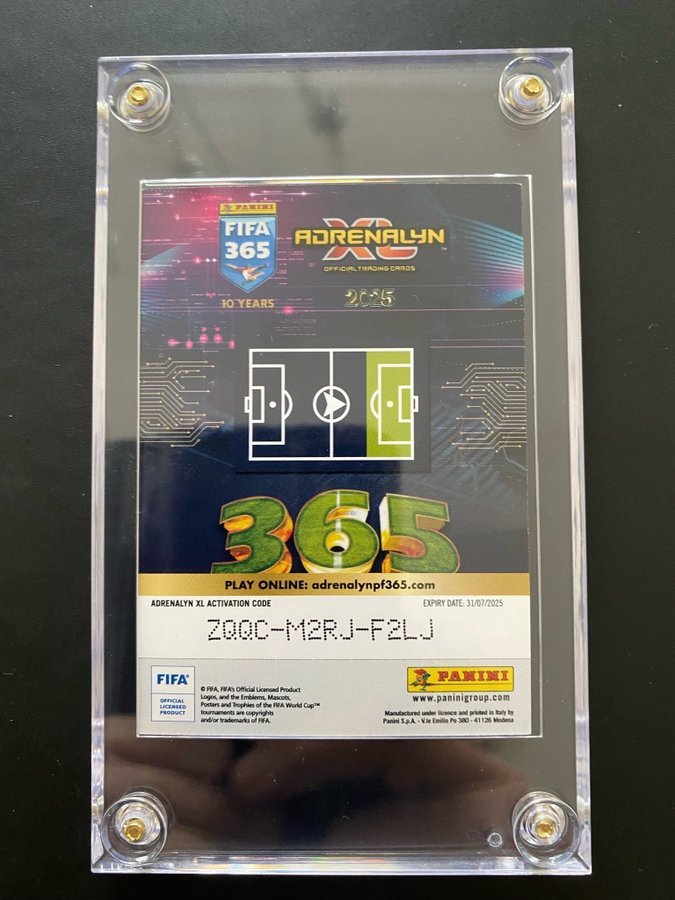 PANINI
FIFA
365
10 YEARS
ADRENALYN
XL™
OFFICIAL TRADING CARDS
2025
365
PLAY ONLINE: adrenalynpf365.com
ADRENALYN XL ACTIVATION CODE
EXPIRY DATE: 31/07/2025
ZQQC-M2RJ-F2LJ
FIFA®
OFFICIAL
LICENSED
PRODUCT
© FIFA, FIFA's Official Licensed Product
Logos, and the Emblems, Mascots,
Posters and Trophies of the FIFA World Cup™
tournaments are copyrights
and/or trademarks of FIFA.
PANINI
www.paninigroup.com
Manufactured under licence and printed in Italy by
Panini S.p.A. - V.le Emilio Po 380 - 41126 Modena